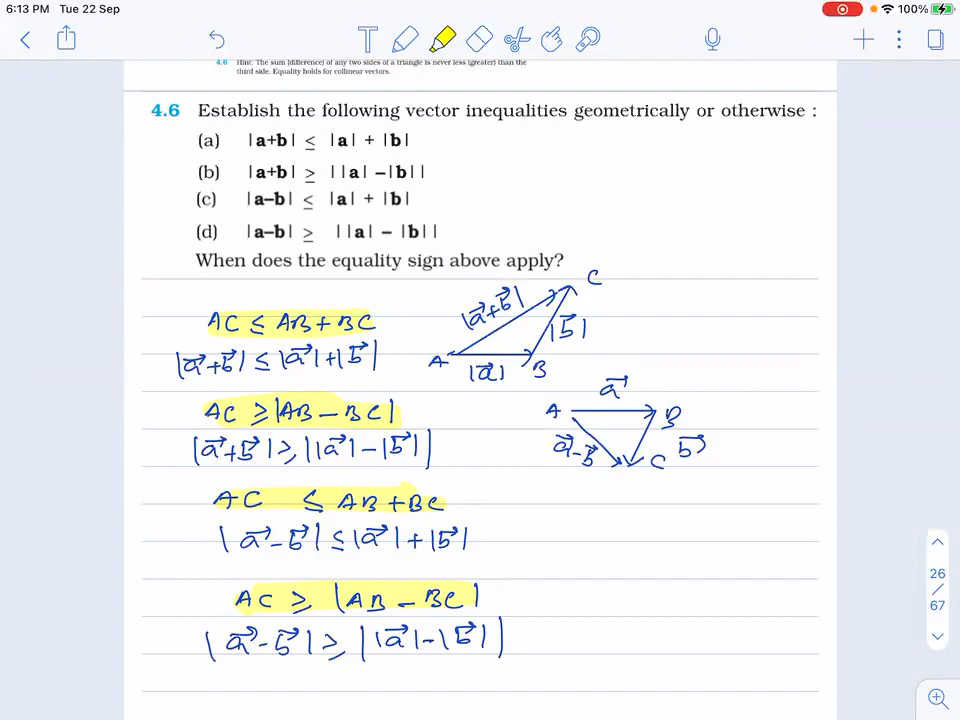 6:13 PM Tue 22 Sep
100%
4.6 Hint: The sum (difference) of any two sides of a triangle is never less (greater) than the
third side. Equality holds for collinear vectors.
4.6 Establish the following vector inequalities geometrically or otherwise :
(a) |a+b| ≤ |a| + |b|
(b) |a+b| ≥ ||a| −|b||
(c) |a−b| ≤ |a| + |b|
(d) |a−b| ≥ ||a| − |b||
When does the equality sign above apply?
AC ≤ AB + BC
|a⃗+b⃗| ≤ |a⃗|+|b⃗|
AC ≥ |AB − BC|
|a⃗+b⃗| ≥ ||a⃗|−|b⃗||
AC ≤ AB + BC
|a⃗−b⃗| ≤ |a⃗|+|b⃗|
AC ≥ |AB − BC|
|a⃗−b⃗| ≥ ||a⃗|−|b⃗||
C
|a⃗+b⃗|
|b⃗|
A
B
|a⃗|
a⃗
A
B
a⃗−b⃗
C
b⃗
26
/
67